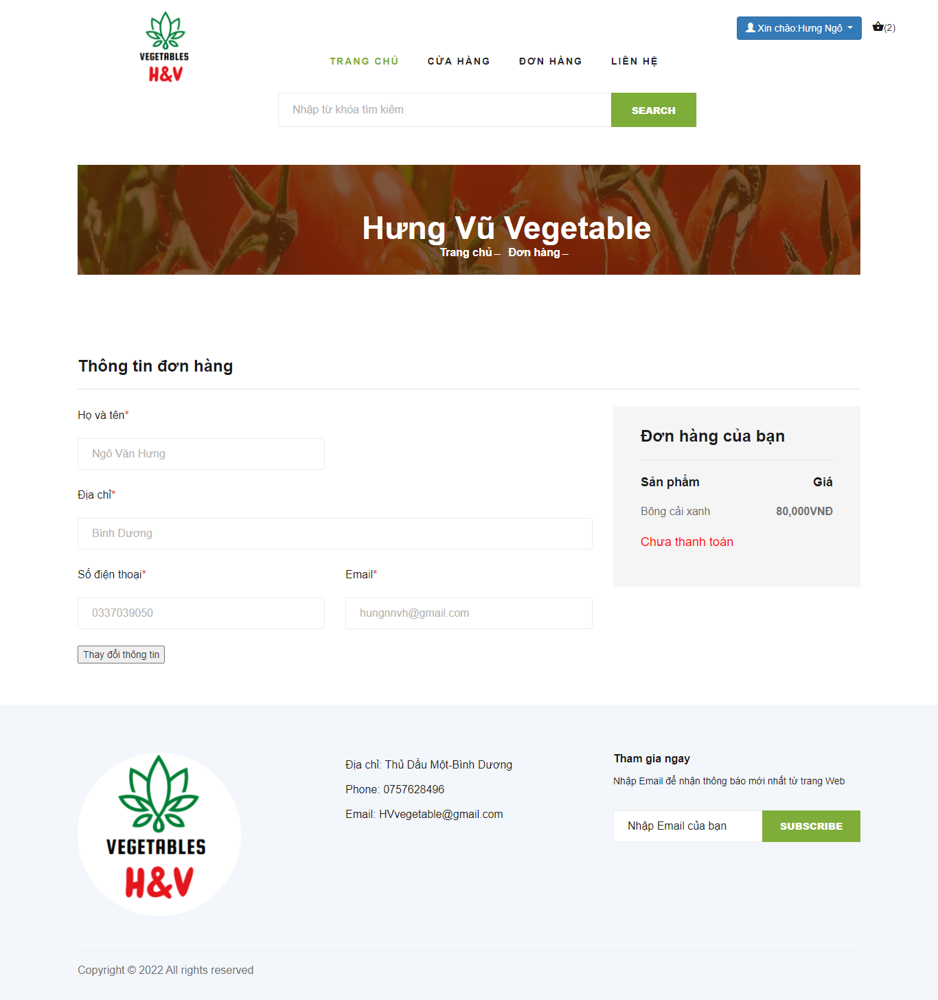 VEGETABLES
H&V
Xin chào:Hưng Ngô
(2)
TRANG CHỦ CỬA HÀNG ĐƠN HÀNG LIÊN HỆ
Nhập từ khóa tìm kiếm SEARCH
Hưng Vũ Vegetable
Trang chủ – Đơn hàng –
Thông tin đơn hàng
Họ và tên*
Ngô Văn Hưng
Địa chỉ*
Bình Dương
Số điện thoại* Email*
0337039050 hungnnvh@gmail.com
Thay đổi thông tin
Đơn hàng của bạn
Sản phẩm Giá
Bông cải xanh 80,000VNĐ
Chưa thanh toán
VEGETABLES
H&V
Địa chỉ: Thủ Dầu Một-Bình Dương
Phone: 0757628496
Email: HVvegetable@gmail.com
Tham gia ngay
Nhập Email để nhận thông báo mới nhất từ trang Web
Nhập Email của bạn SUBSCRIBE
Copyright © 2022 All rights reserved